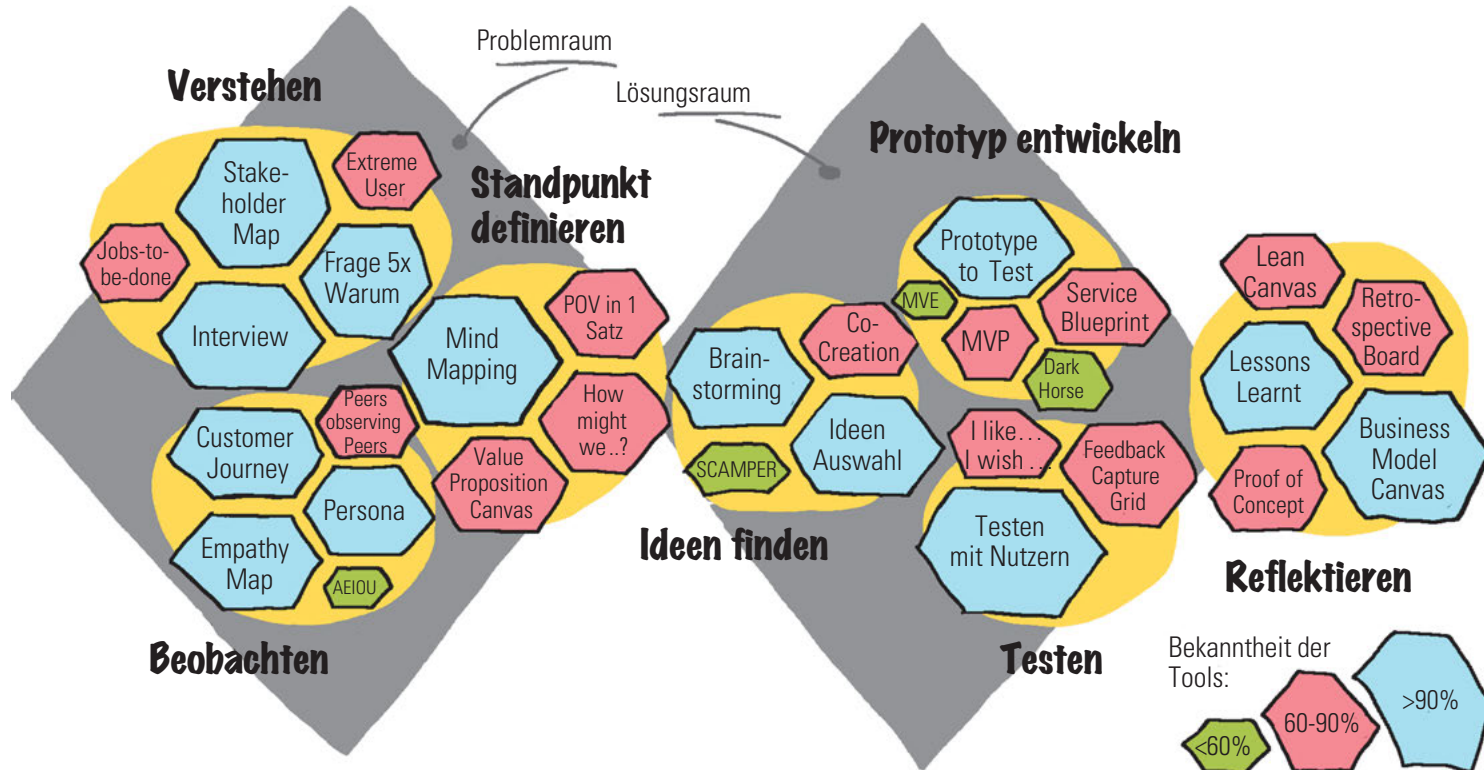 Problemraum
Verstehen
Lösungsraum
Prototyp entwickeln
Standpunkt
definieren
Stake-
holder
Map
Extreme
User
Jobs-to-
be-done
Frage 5x
Warum
Interview
Mind
Mapping
POV in 1
Satz
How
might
we ..?
Value
Proposition
Canvas
Peers
observing
Peers
Customer
Journey
Persona
Empathy
Map
AEIOU
Beobachten
Brain-
storming
Co-
Creation
Ideen
Auswahl
SCAMPER
Ideen finden
Prototype
to Test
MVE
MVP
Service
Blueprint
Dark
Horse
I like…
I wish …
Feedback
Capture
Grid
Testen
mit Nutzern
Testen
Lean
Canvas
Retro-
spective
Board
Lessons
Learnt
Business
Model
Canvas
Proof of
Concept
Reflektieren
Bekanntheit der
Tools:
<60%
60-90%
>90%